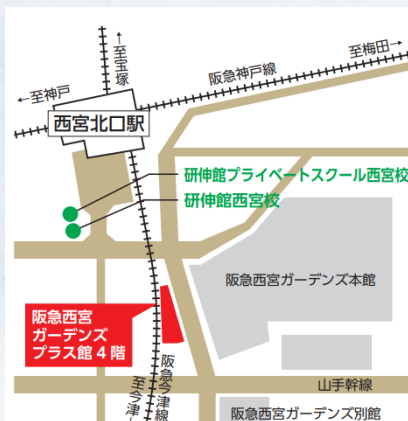 ←至宝塚
至梅田→
阪急神戸線
←至神戸
西宮北口駅
研伸館プライベートスクール西宮校
研伸館西宮校
阪急西宮ガーデンズ本館
阪急西宮
ガーデンズ
プラス館 4 階
阪急今津線
至今津
山手幹線
阪急西宮ガーデンズ別館